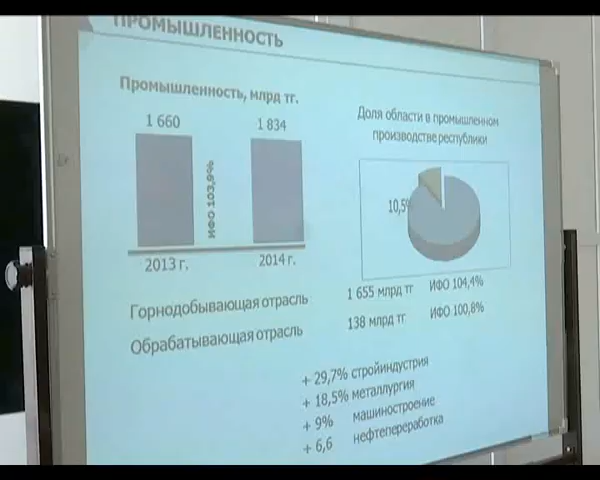 ПРОМЫШЛЕННОСТЬ
Промышленность, млрд тг.
1 660
1 834
ИФО 103,9%
2013 г.
2014 г.
Доля области в промышленном
производстве республики
10,5%
Горнодобывающая отрасль
1 655 млрд тг ИФО 104,4%
Обрабатывающая отрасль
138 млрд тг ИФО 100,8%
+ 29,7% стройиндустрия
+ 18,5% металлургия
+ 9% машиностроение
+ 6,6 нефтепереработка